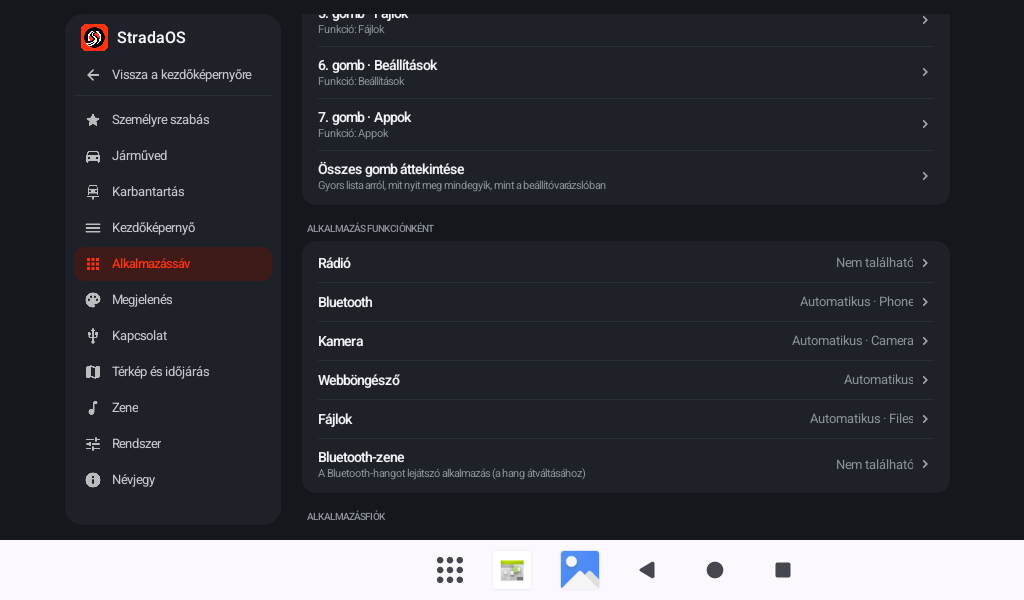 StradaOS
Vissza a kezdőképernyőre
Személyre szabás
Járműved
Karbantartás
Kezdőképernyő
Alkalmazássáv
Megjelenés
Kapcsolat
Térkép és időjárás
Zene
Rendszer
Névjegy
5. gomb · Fájlok
Funkció: Fájlok
6. gomb · Beállítások
Funkció: Beállítások
7. gomb · Appok
Funkció: Appok
Összes gomb áttekintése
Gyors lista arról, mit nyit meg mindegyik, mint a beállítóvarázslóban
ALKALMAZÁS FUNKCIÓNKÉNT
Rádió
Nem található
Bluetooth
Automatikus · Phone
Kamera
Automatikus · Camera
Webböngésző
Automatikus
Fájlok
Automatikus · Files
Bluetooth-zene
A Bluetooth-hangot lejátszó alkalmazás (a hang átváltásához)
Nem található
ALKALMAZÁSFIÓK